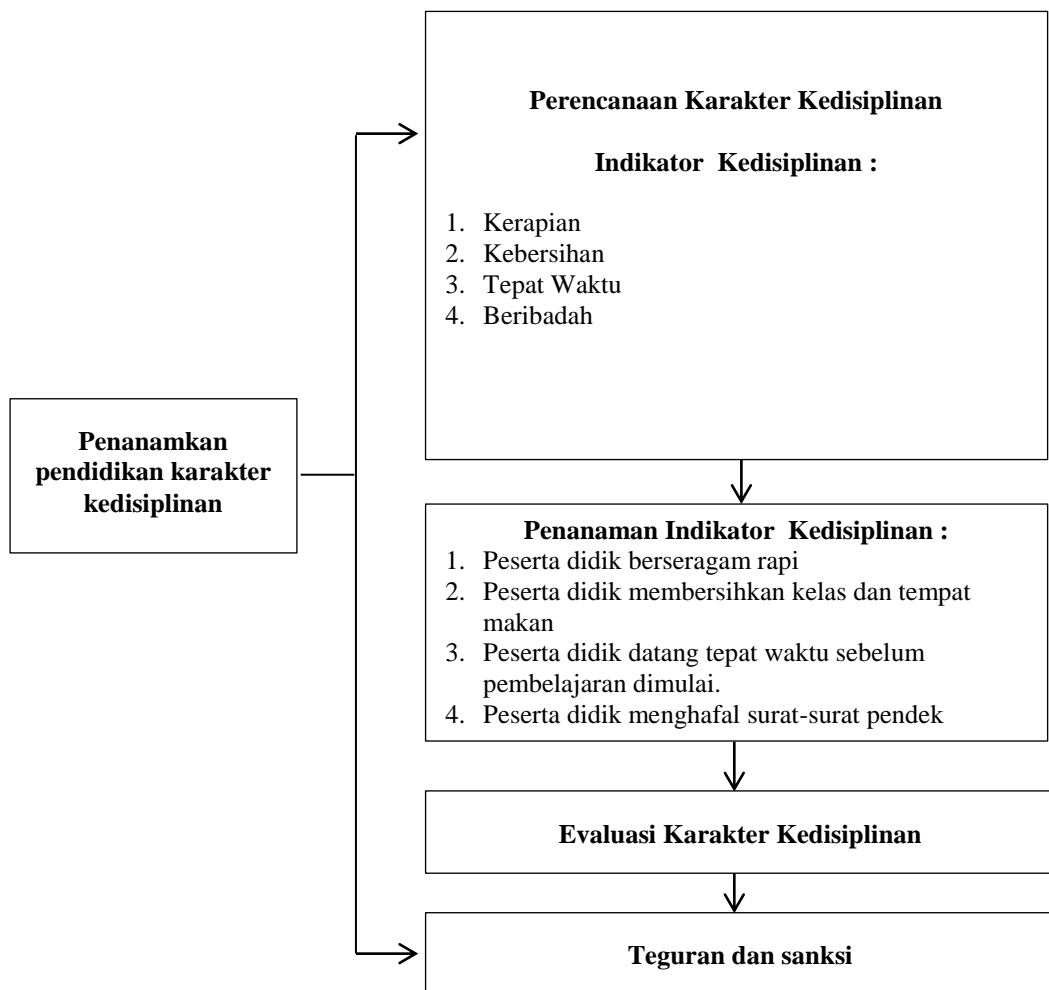 Perencanaan Karakter Kedisiplinan
Indikator Kedisiplinan :
1. Kerapian
2. Kebersihan
3. Tepat Waktu
4. Beribadah
Penanamkan
pendidikan karakter
kedisiplinan
Penanaman Indikator Kedisiplinan :
1. Peserta didik berseragam rapi
2. Peserta didik membersihkan kelas dan tempat
makan
3. Peserta didik datang tepat waktu sebelum
pembelajaran dimulai.
4. Peserta didik menghafal surat-surat pendek
Evaluasi Karakter Kedisiplinan
Teguran dan sanksi